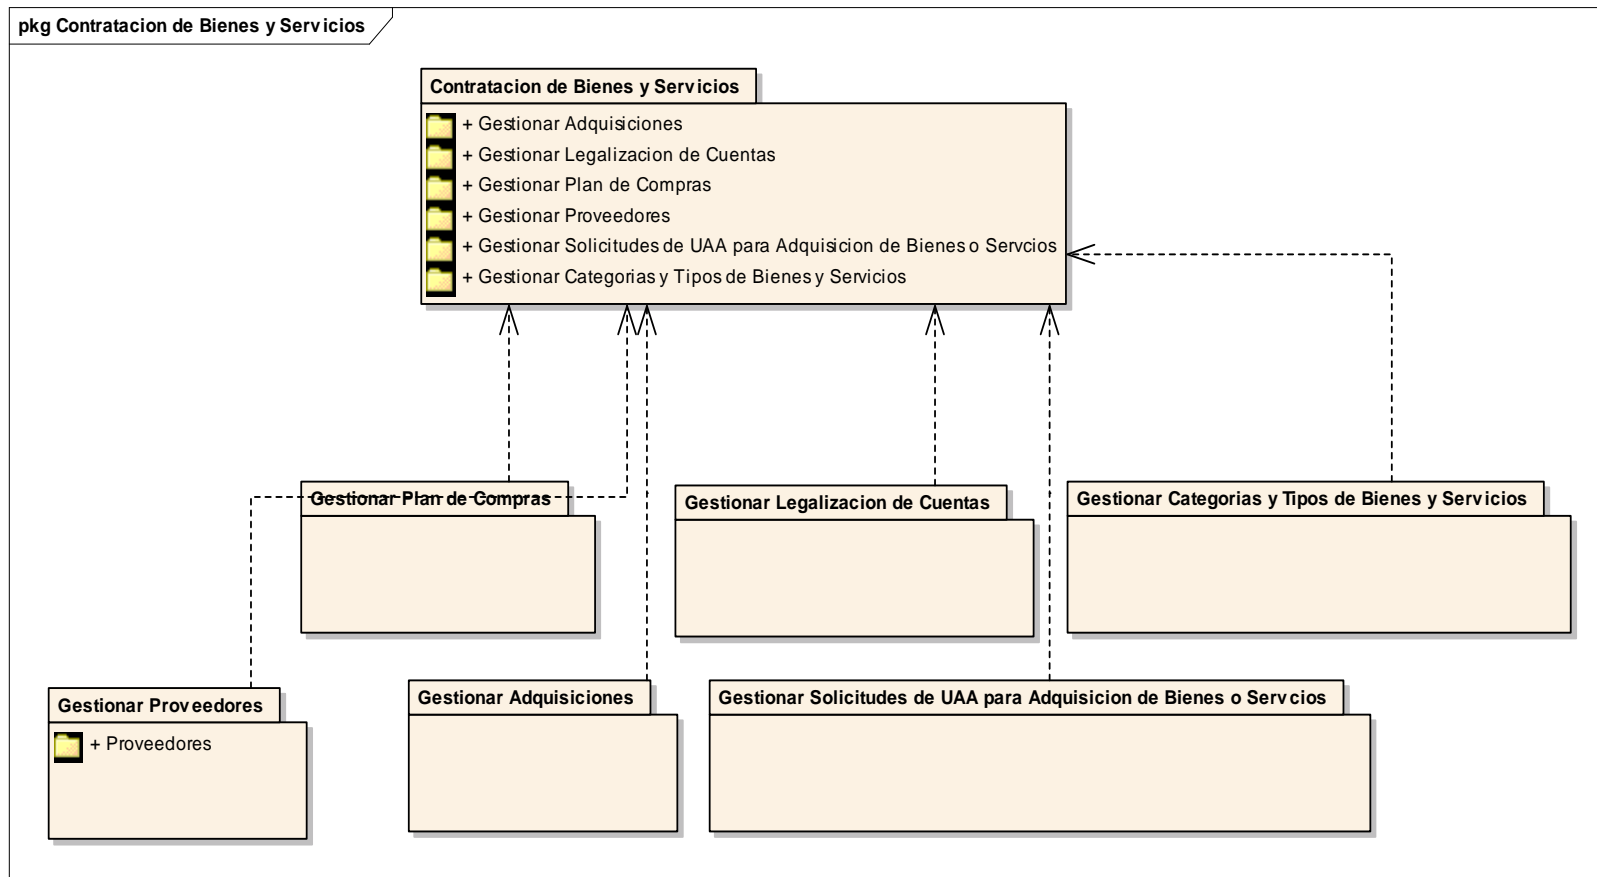 pkg Contratacion de Bienes y Servicios
Contratacion de Bienes y Servicios
+ Gestionar Adquisiciones
+ Gestionar Legalizacion de Cuentas
+ Gestionar Plan de Compras
+ Gestionar Proveedores
+ Gestionar Solicitudes de UAA para Adquisicion de Bienes o Servcios
+ Gestionar Categorias y Tipos de Bienes y Servicios
Gestionar Plan de Compras
Gestionar Legalizacion de Cuentas
Gestionar Categorias y Tipos de Bienes y Servicios
Gestionar Proveedores
+ Proveedores
Gestionar Adquisiciones
Gestionar Solicitudes de UAA para Adquisicion de Bienes o Servcios